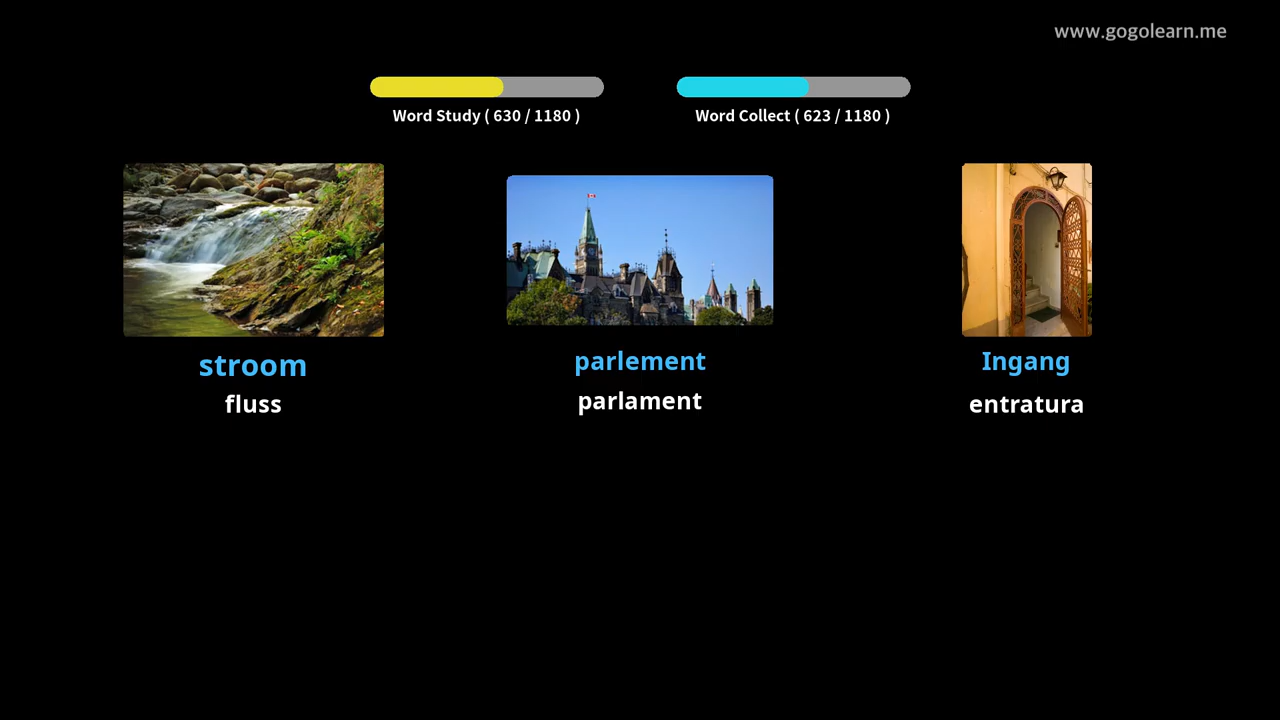 www.gogolearn.me
Word Study ( 630 / 1180 )
Word Collect ( 623 / 1180 )
stroom
fluss
parlement
parlament
Ingang
entratura